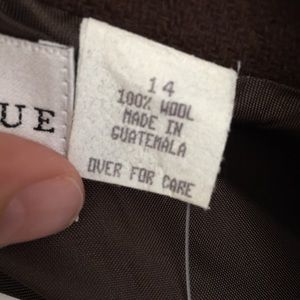 UE
14
100% WOOL
MADE IN
GUATEMALA
OVER FOR CARE